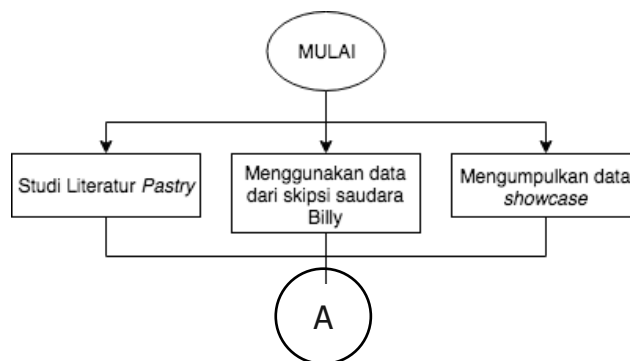 MULAI
Studi Literatur Pastry
Menggunakan data
dari skipsi saudara
Billy
Mengumpulkan data
showcase
A